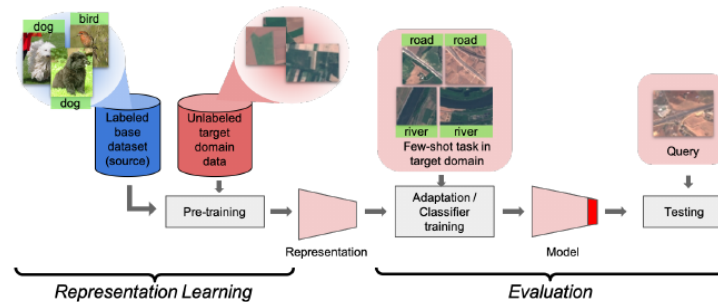 dog
bird
dog
Labeled
base
dataset
(source)
Unlabeled
target
domain
data
Pre-training
Representation
Representation Learning
road
road
river
river
Few-shot task in
target domain
Adaptation /
Classifier
training
Model
Query
Testing
Evaluation